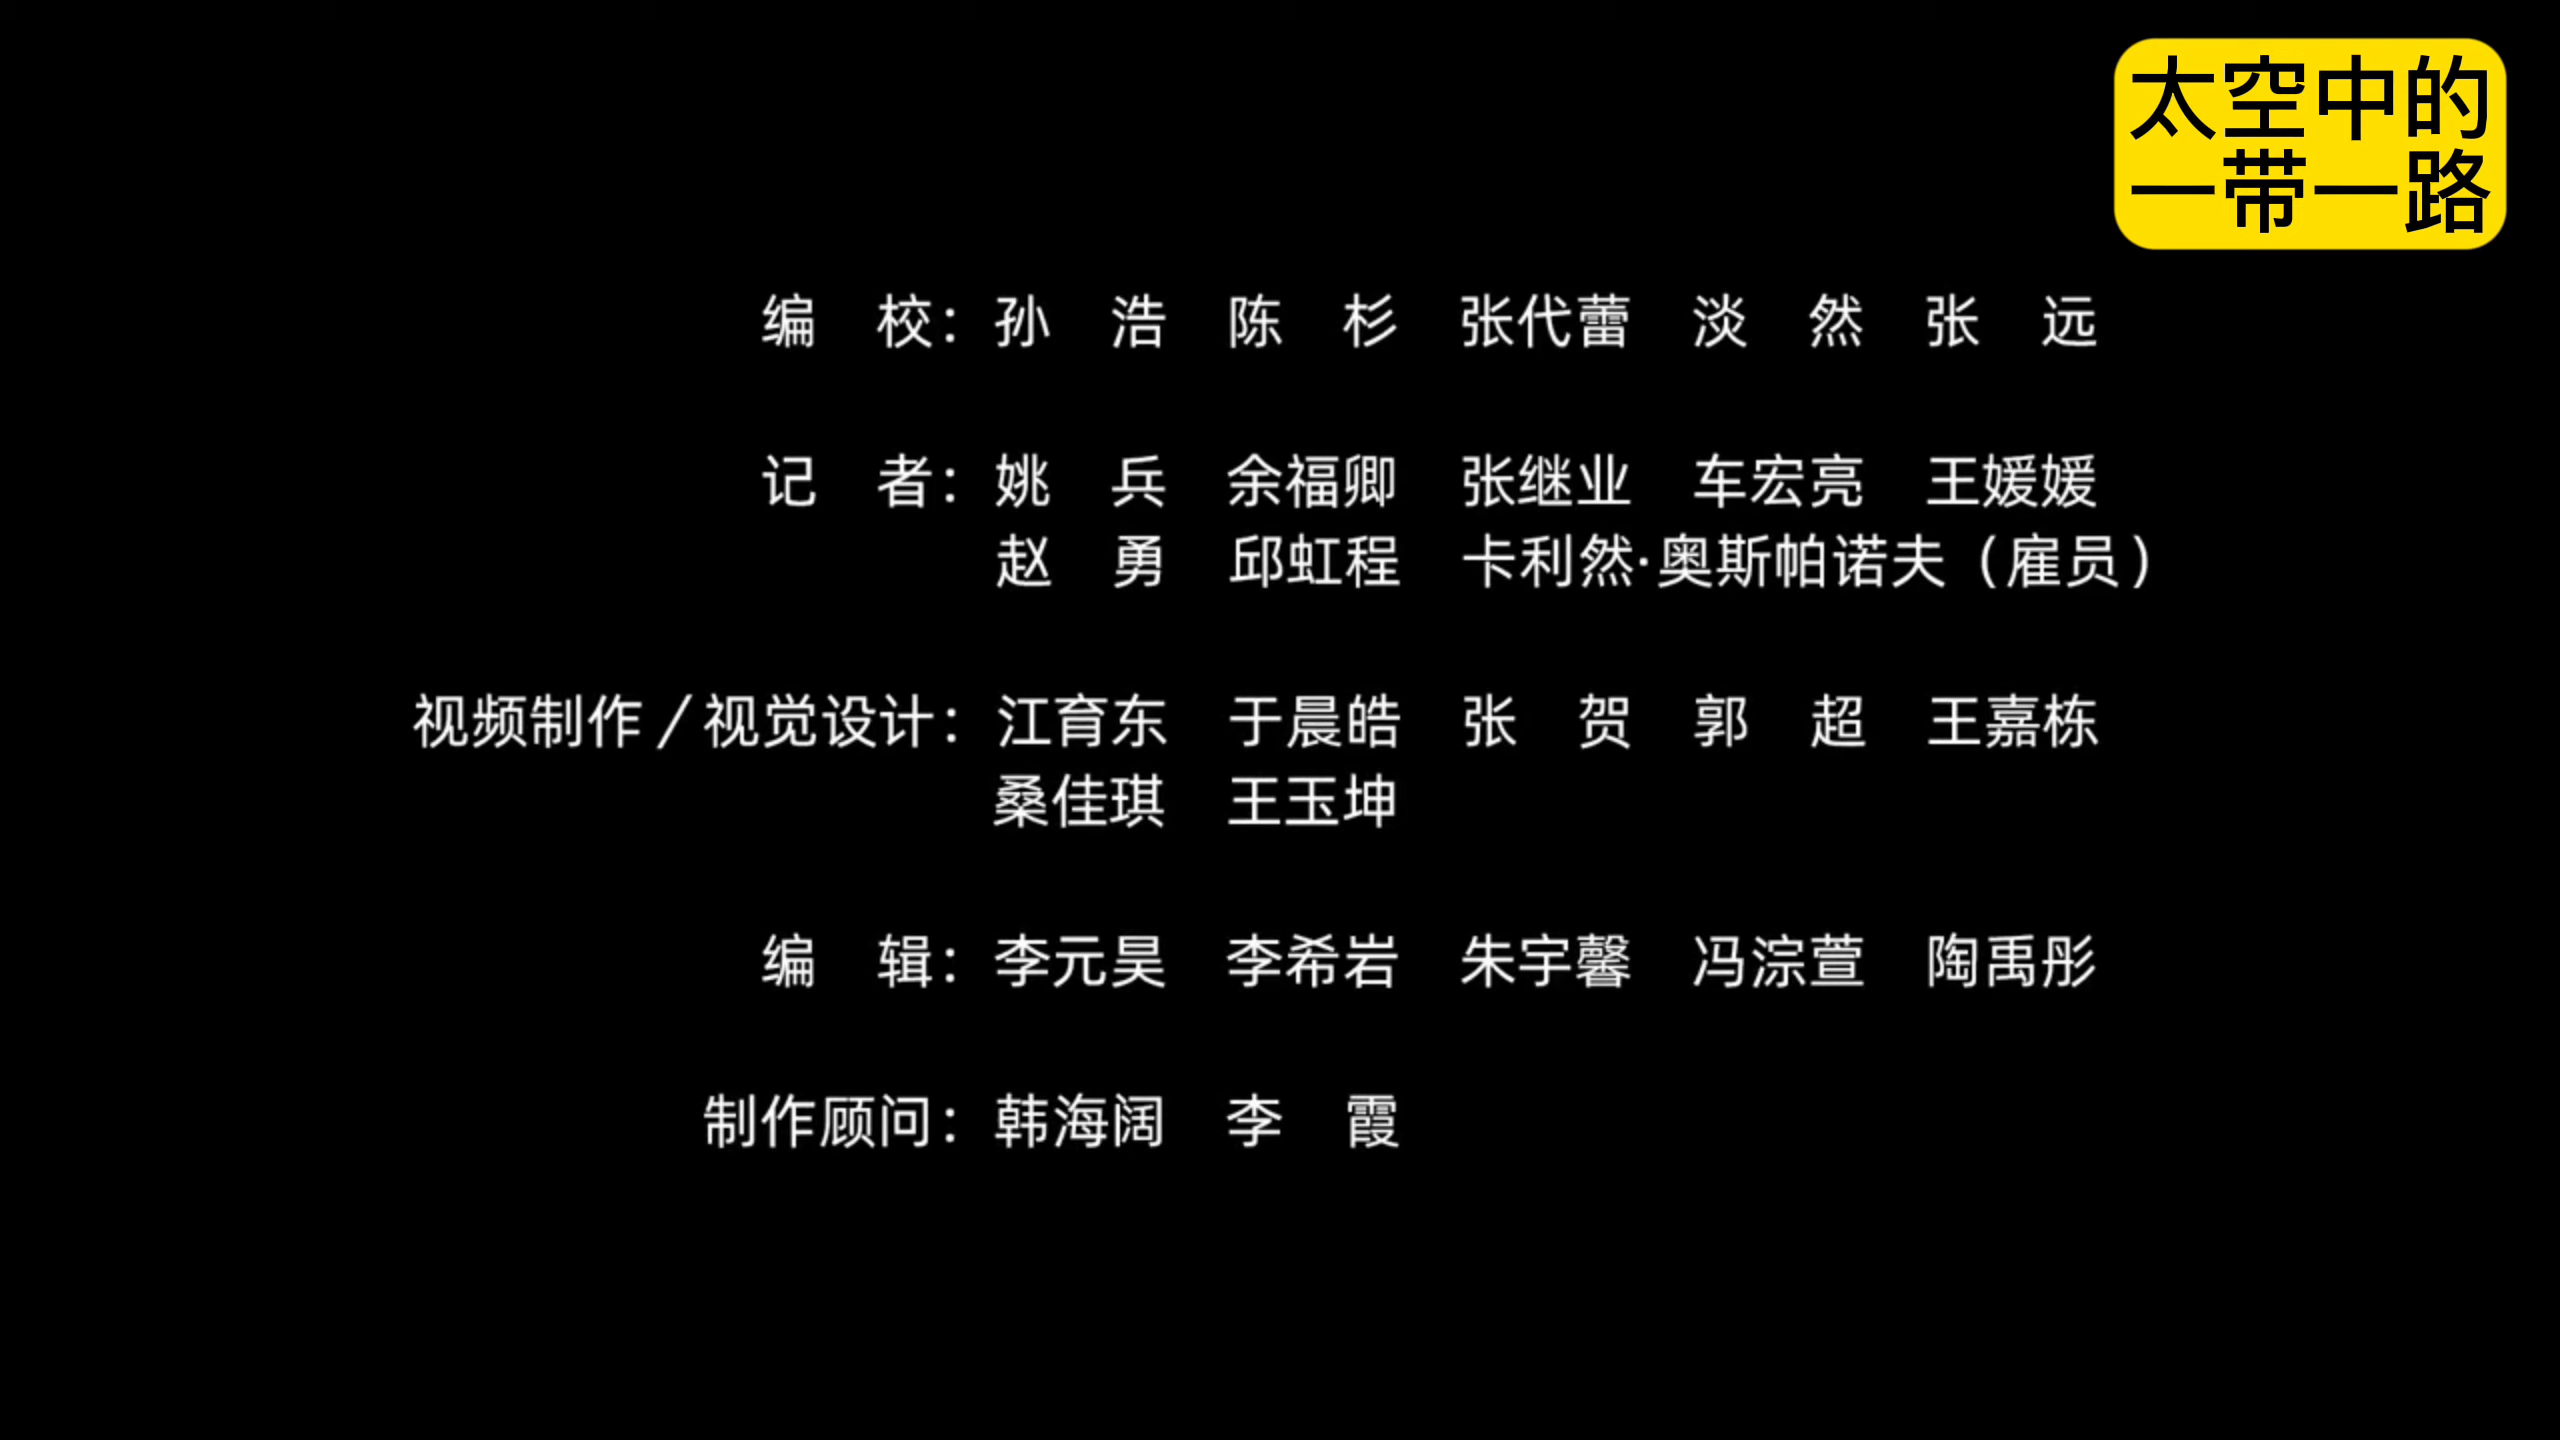 太空中的
一带一路
编　校：孙　浩　陈　杉　张代蕾　淡　然　张　远
记　者：姚　兵　余福卿　张继业　车宏亮　王媛媛
赵　勇　邱虹程　卡利然·奥斯帕诺夫（雇员）
视频制作／视觉设计：江育东　于晨皓　张　贺　郭　超　王嘉栋
桑佳琪　王玉坤
编　辑：李元昊　李希岩　朱宇馨　冯淙萱　陶禹彤
制作顾问：韩海阔　李　霞